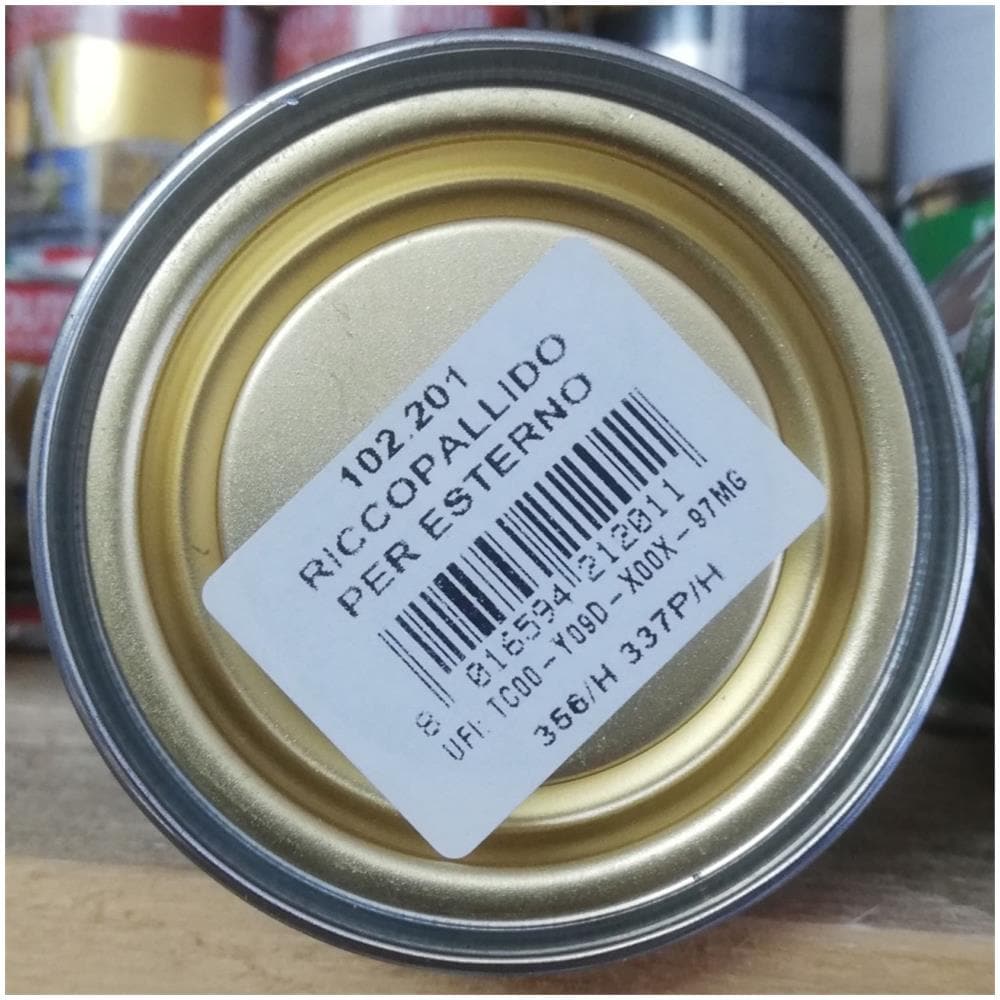 102.201
RICCOPALLIDO
PER ESTERNO
8 016594 212011
UFI: TC00-Y09D-X00X-97MG
356/H 337P/H